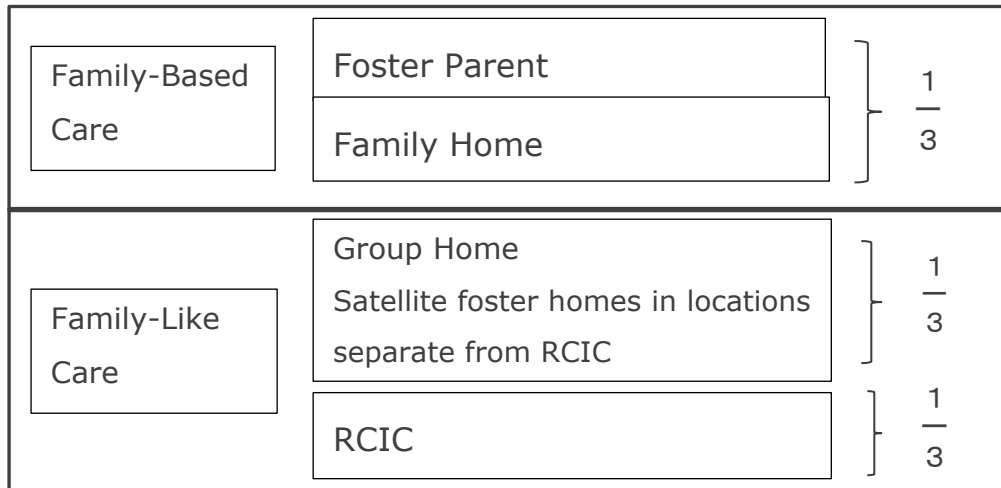 Family-Based
Care
Foster Parent
Family Home
1
3
Family-Like
Care
Group Home
Satellite foster homes in locations
separate from RCIC
1
3
RCIC
1
3